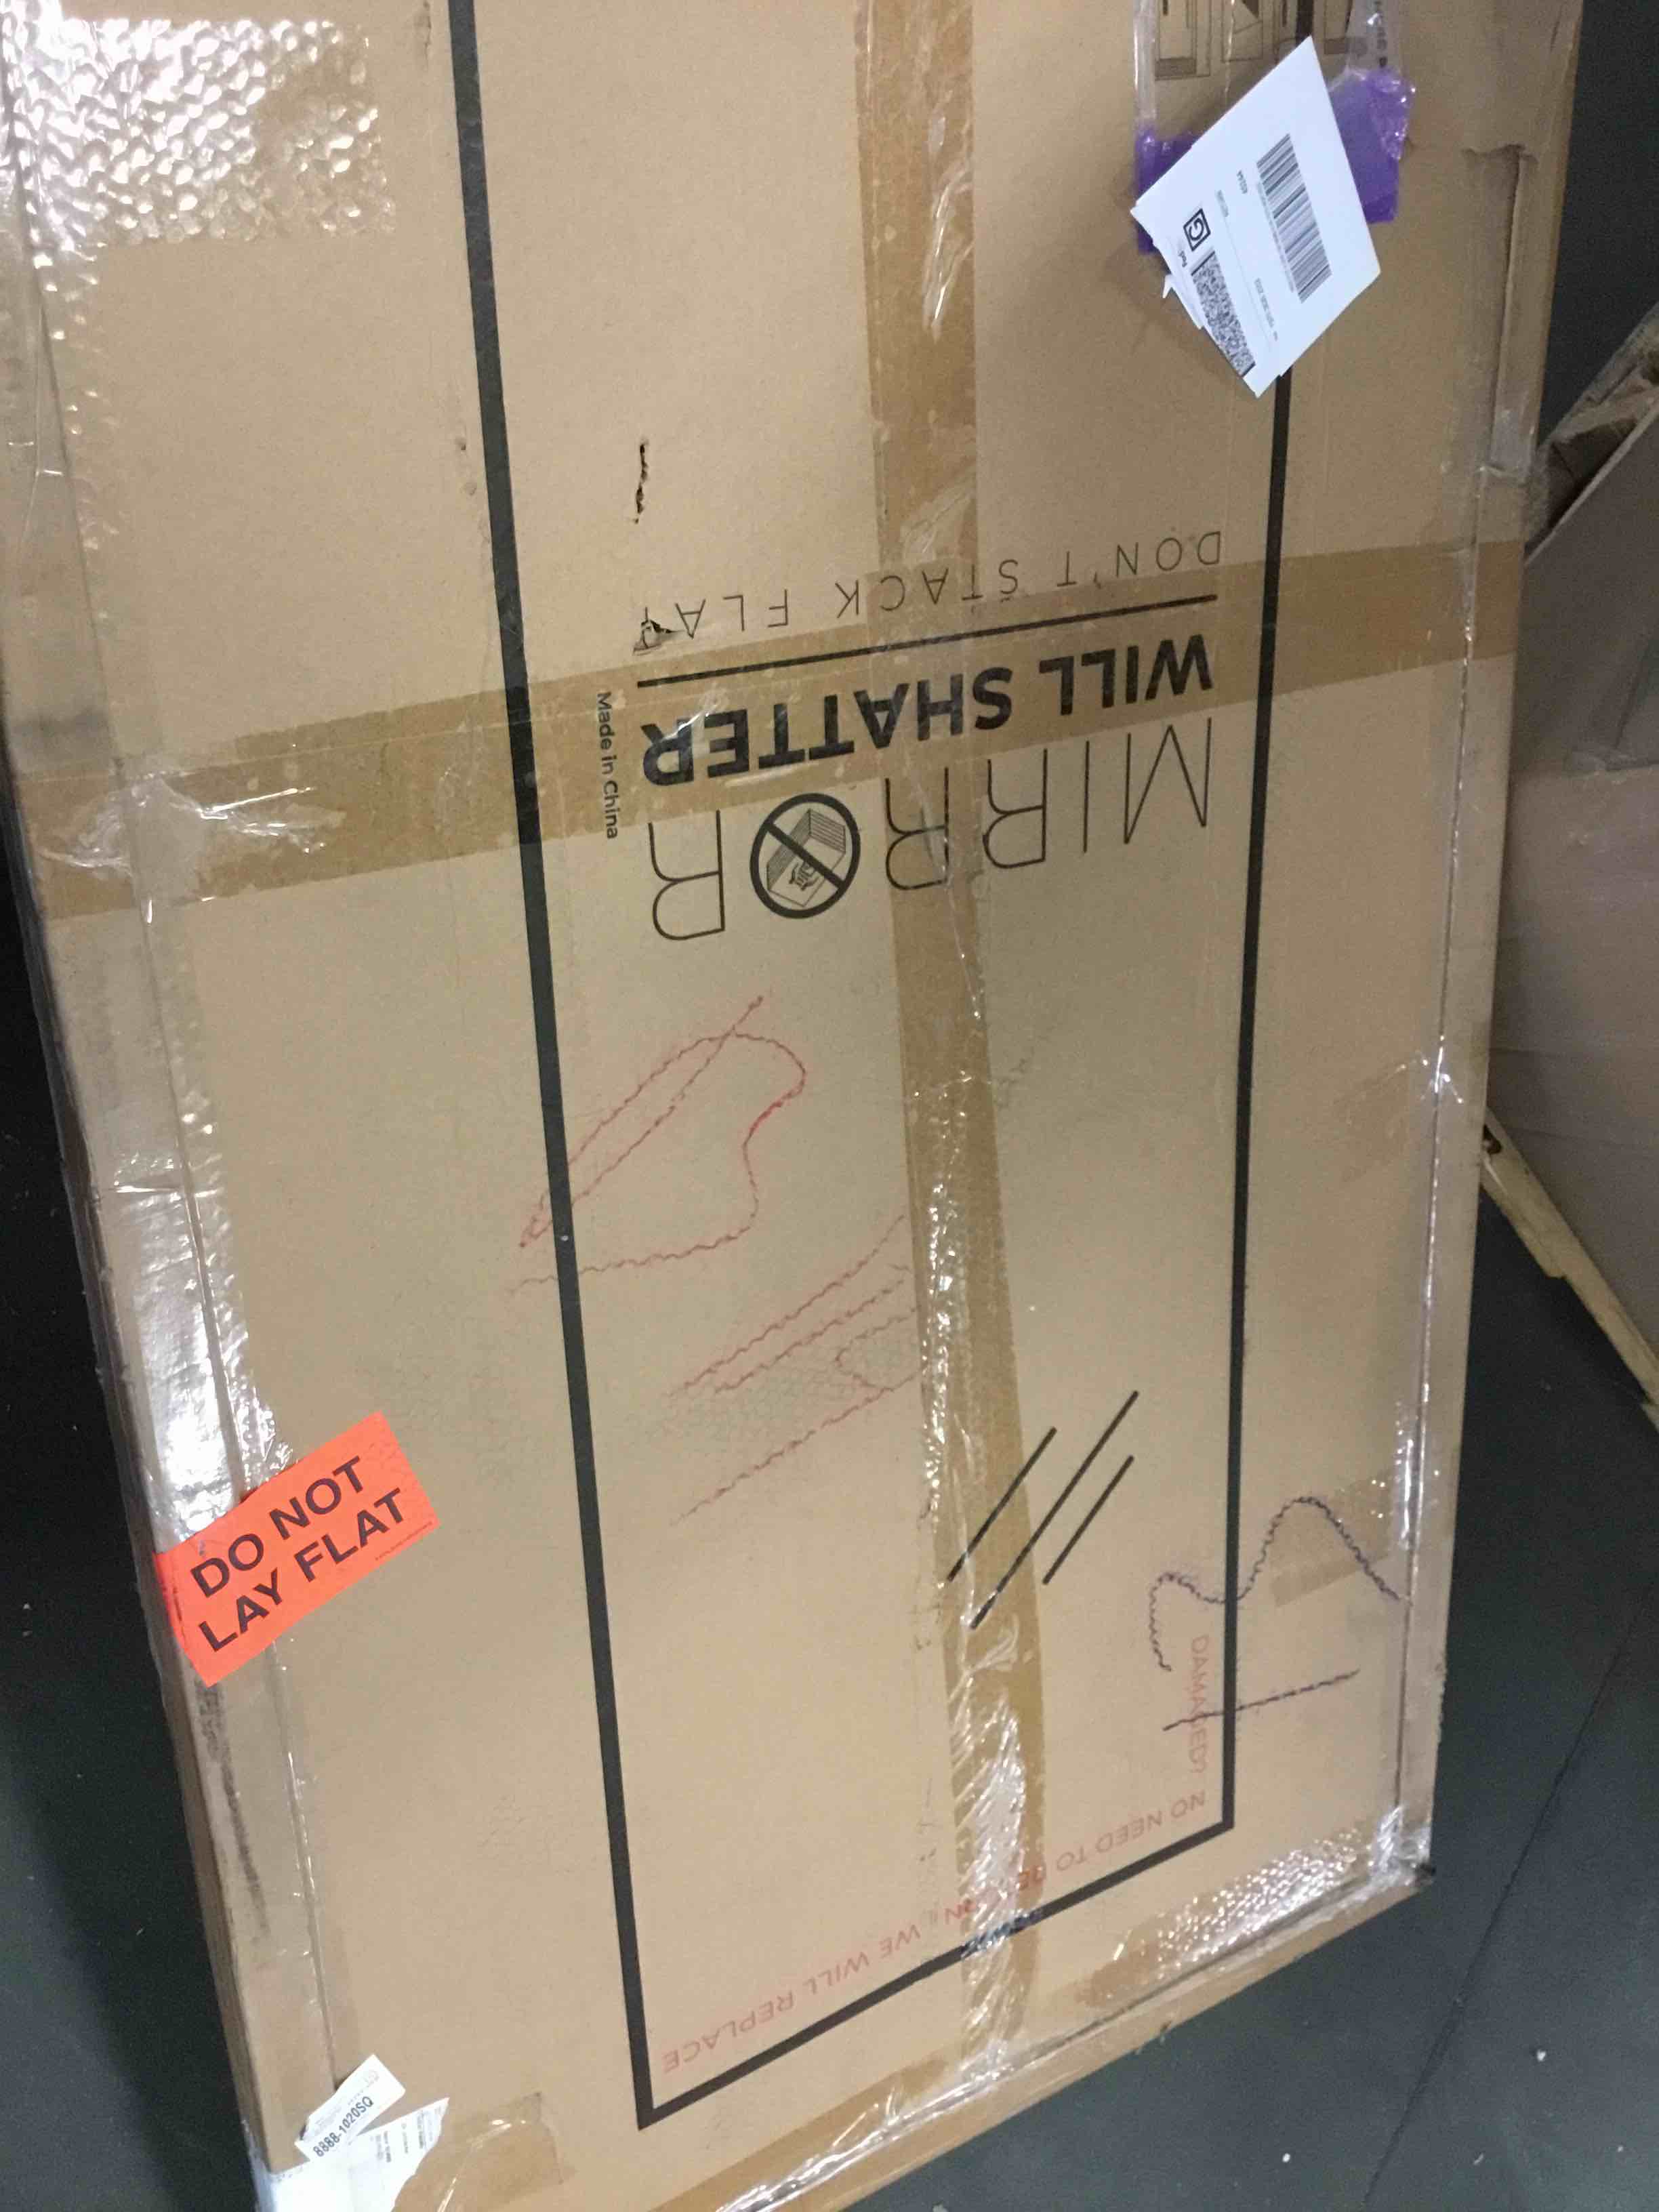 MIRROR
WILL SHATTER
DON'T STACK FLAT
Made in China
DO NOT
LAY FLAT
DAMAGED?
NO NEED TO RETURN WE WILL REPLACE
8888-1020SQ
G